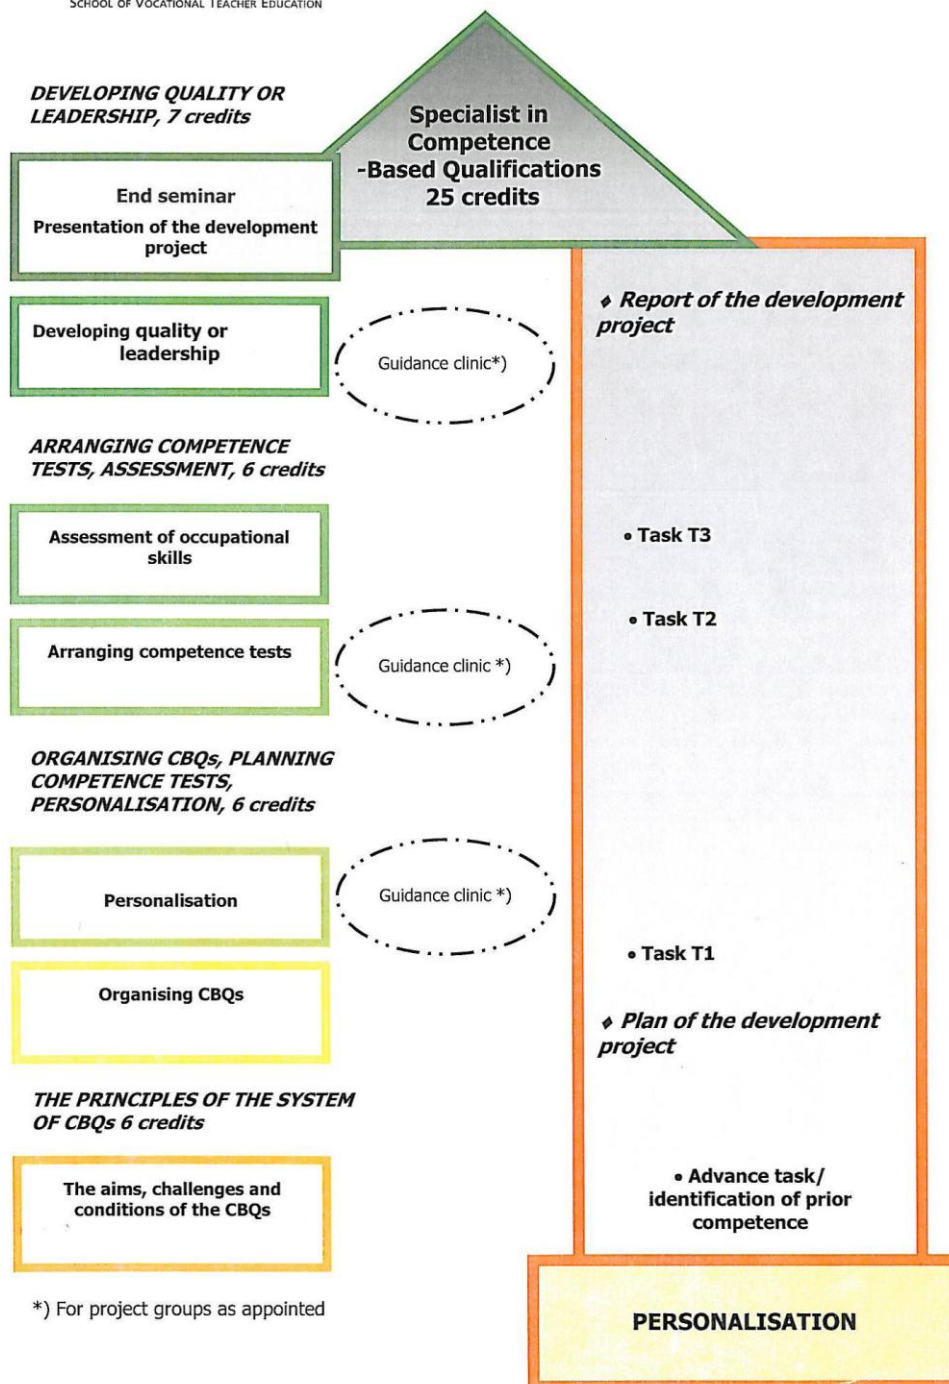 SCHOOL OF VOCATIONAL TEACHER EDUCATION
DEVELOPING QUALITY OR
LEADERSHIP, 7 credits
Specialist in
Competence
-Based Qualifications
25 credits
End seminar
Presentation of the development
project
♦ Report of the development
project
Developing quality or
leadership
Guidance clinic*)
ARRANGING COMPETENCE
TESTS, ASSESSMENT, 6 credits
Assessment of occupational
skills
• Task T3
• Task T2
Arranging competence tests
Guidance clinic *)
ORGANISING CBQs, PLANNING
COMPETENCE TESTS,
PERSONALISATION, 6 credits
Personalisation
Guidance clinic *)
• Task T1
Organising CBQs
♦ Plan of the development
project
THE PRINCIPLES OF THE SYSTEM
OF CBQs 6 credits
The aims, challenges and
conditions of the CBQs
• Advance task/
identification of prior
competence
*) For project groups as appointed
PERSONALISATION